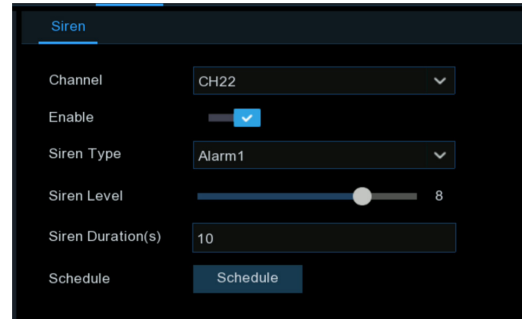 Siren
Channel CH22
Enable
Siren Type Alarm1
Siren Level 8
Siren Duration(s) 10
Schedule Schedule